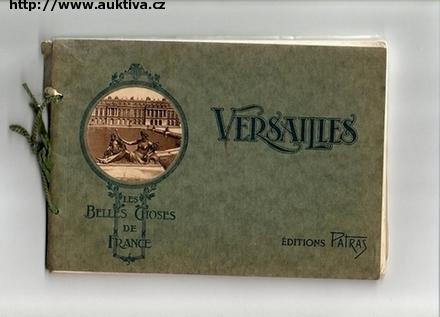 http://www.auktiva.cz
VERSAILLES
LES
BELLES CHOSES
DE
FRANCE
ÉDITIONS PATRAS